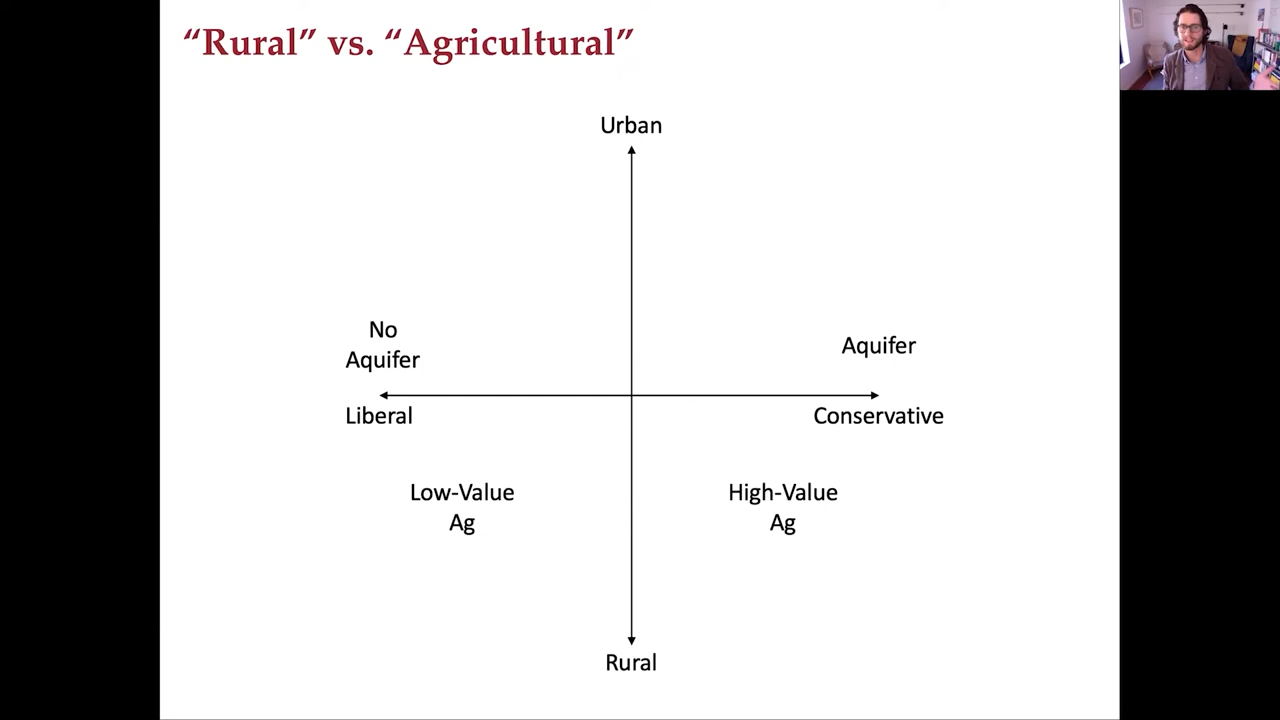 “Rural” vs. “Agricultural”
Urban
No
Aquifer
Aquifer
Liberal
Conservative
Low-Value
Ag
High-Value
Ag
Rural